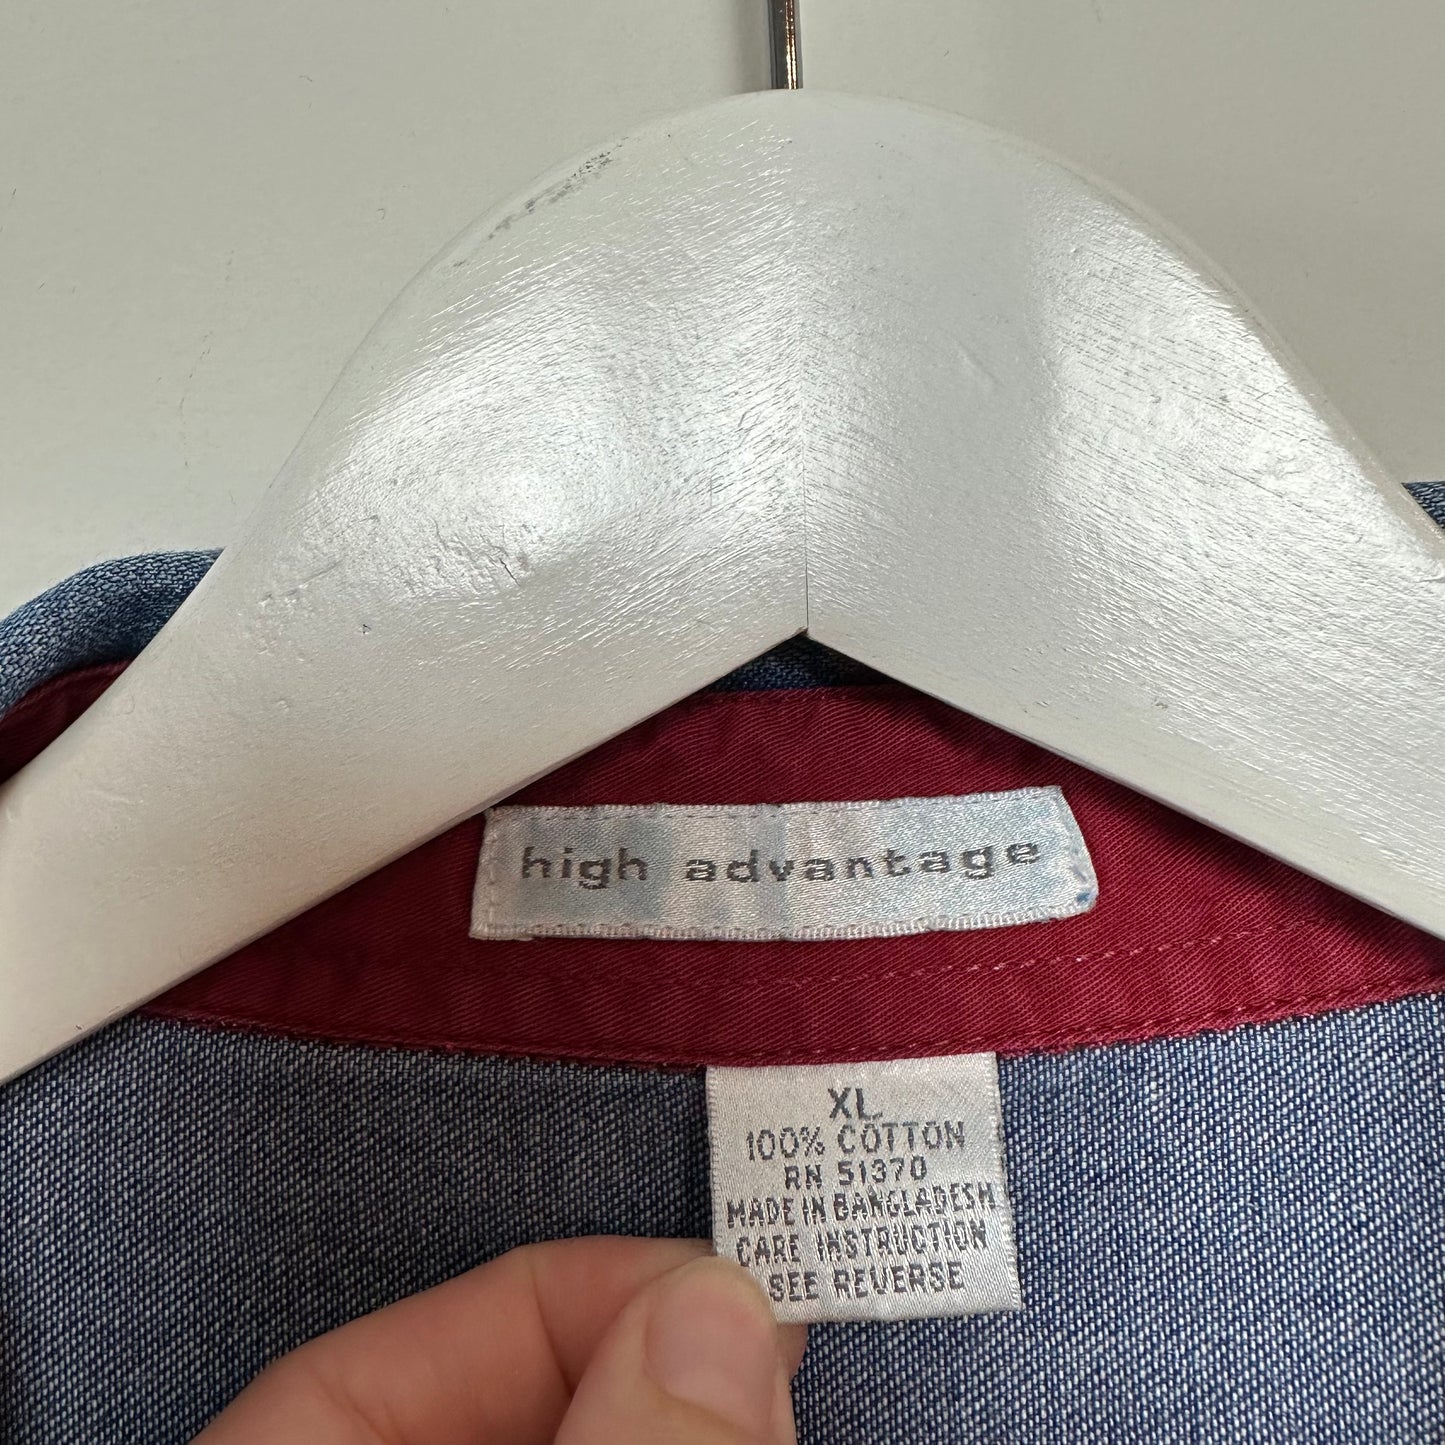 high advantage
XL
100% COTTON
RN 51370
MADE IN BANGLADESH
CARE INSTRUCTION
SEE REVERSE